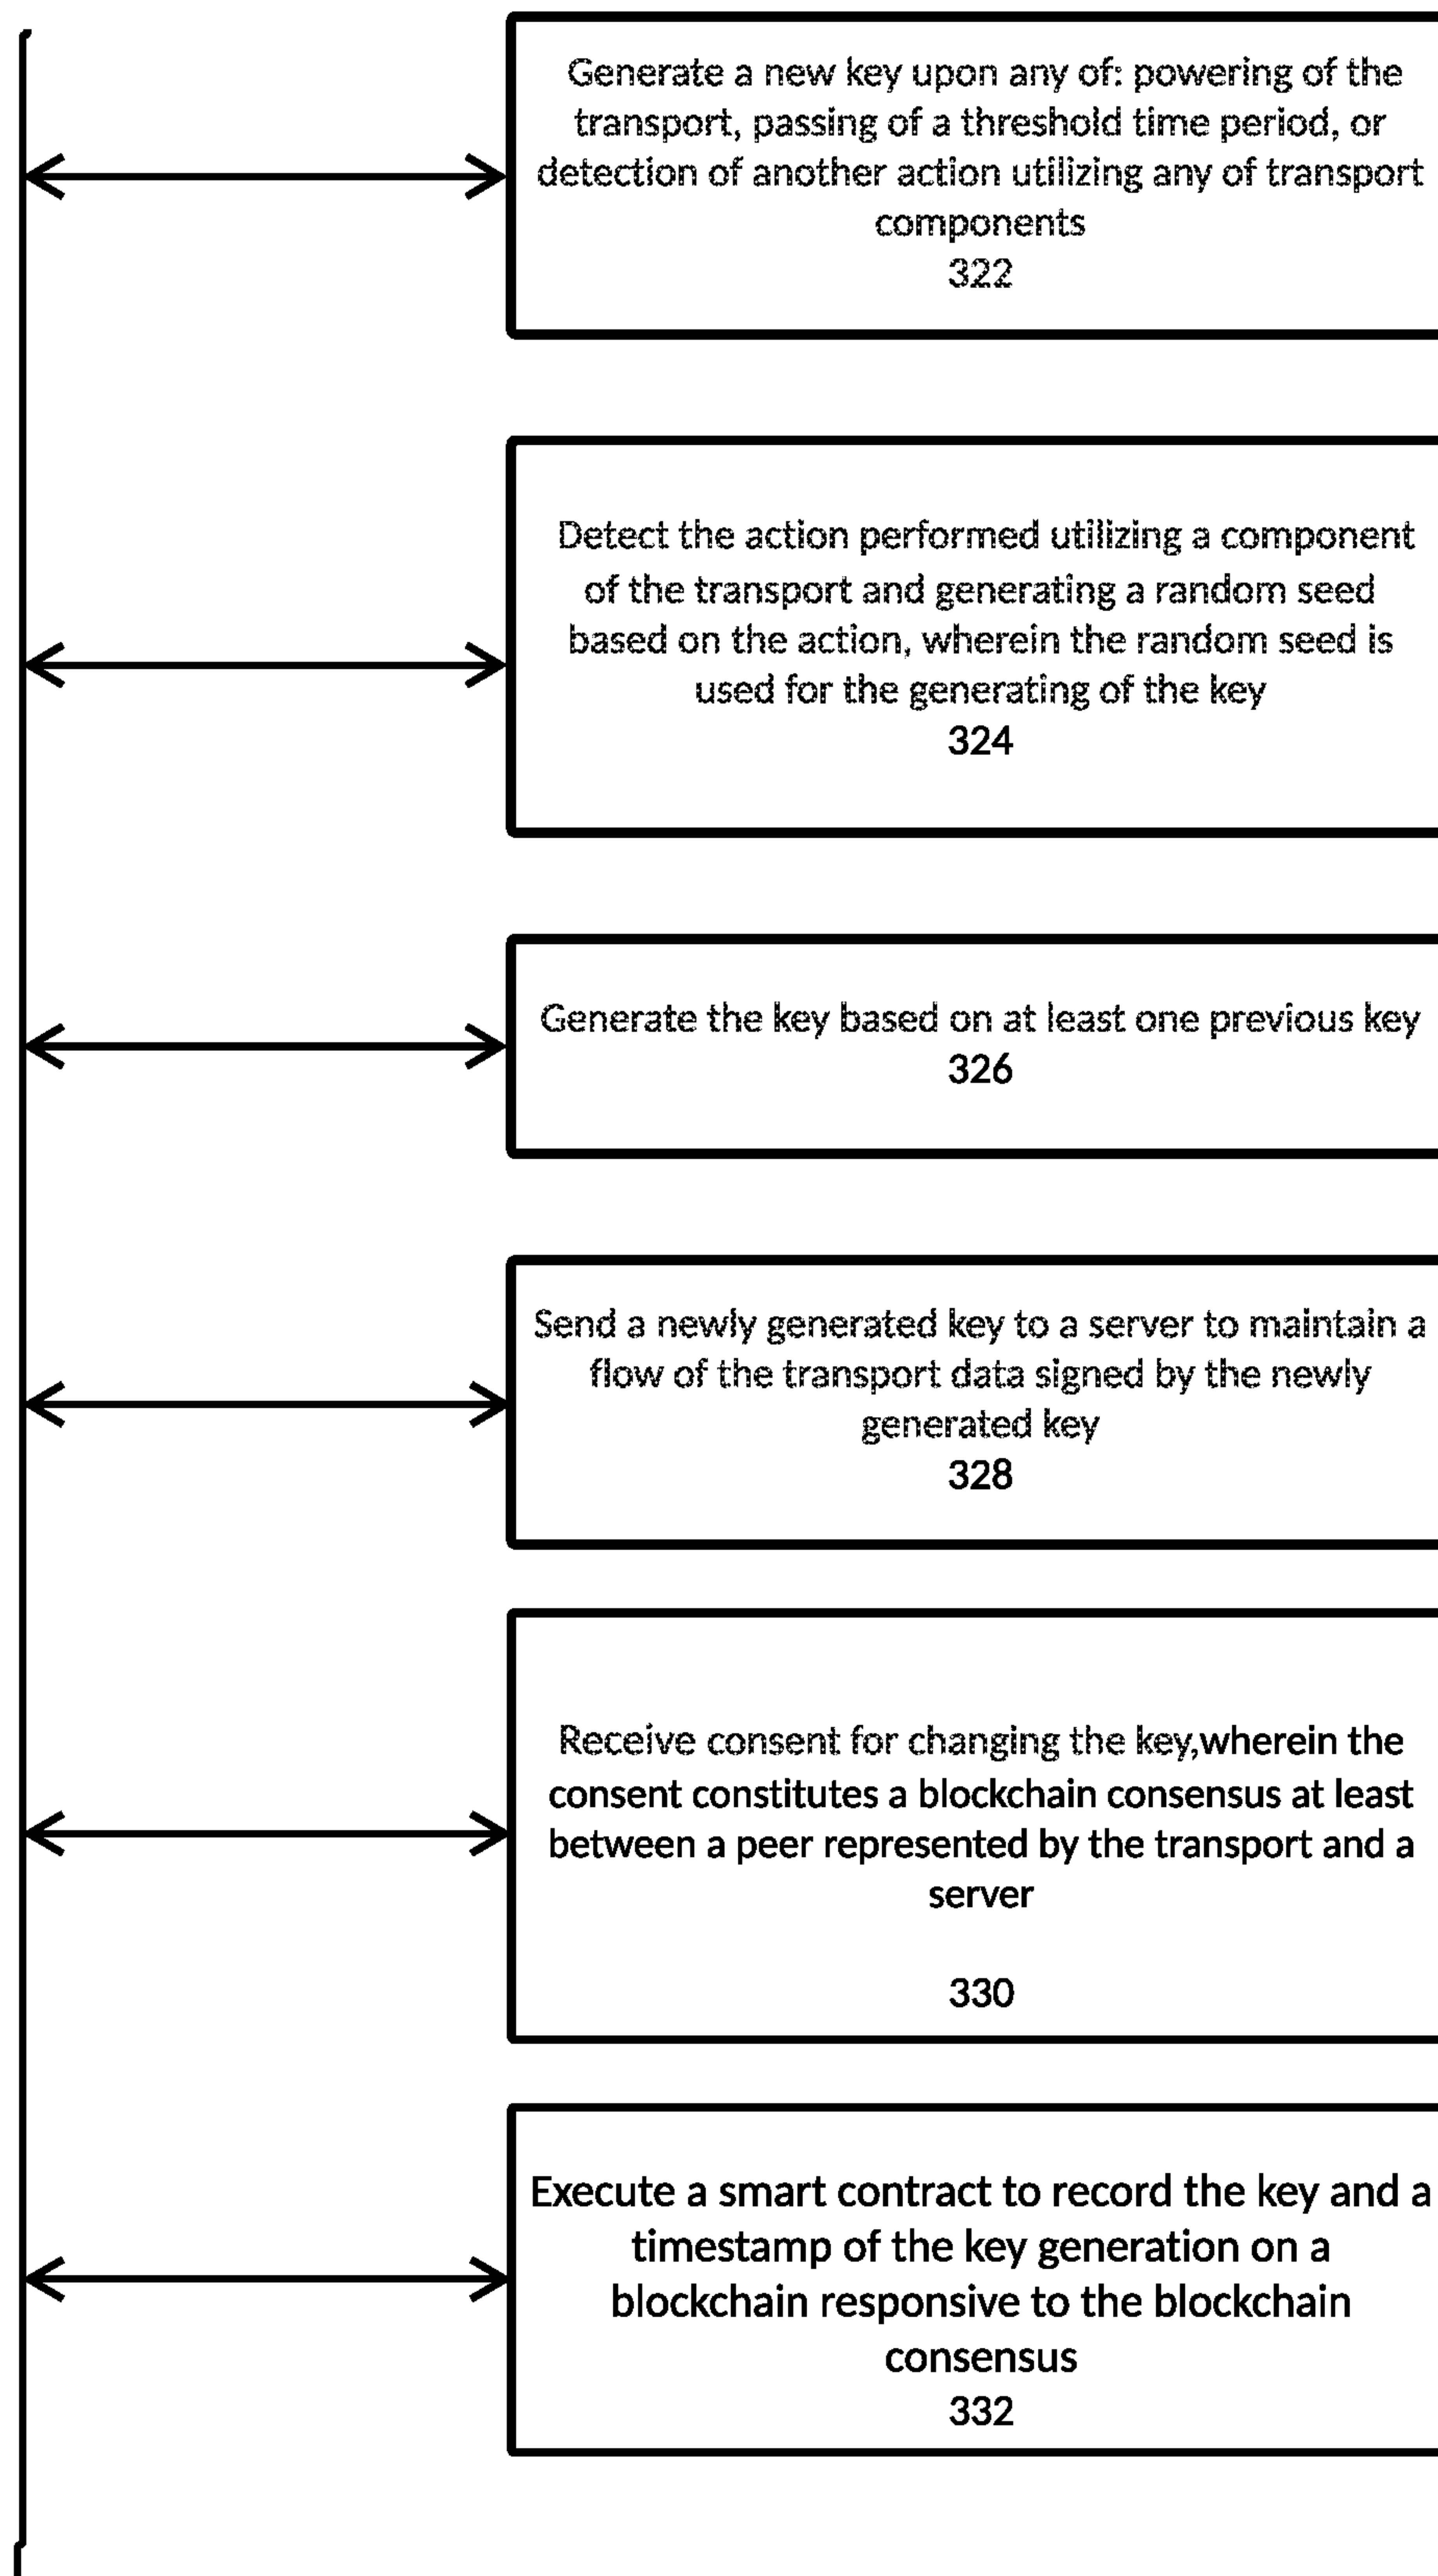 Generate a new key upon any of: powering of the
transport, passing of a threshold time period, or
detection of another action utilizing any of transport
components
322
Detect the action performed utilizing a component
of the transport and generating a random seed
based on the action, wherein the random seed is
used for the generating of the key
324
Generate the key based on at least one previous key
326
Send a newly generated key to a server to maintain a
flow of the transport data signed by the newly
generated key
328
Receive consent for changing the key,wherein the
consent constitutes a blockchain consensus at least
between a peer represented by the transport and a
server
330
Execute a smart contract to record the key and a
timestamp of the key generation on a
blockchain responsive to the blockchain
consensus
332